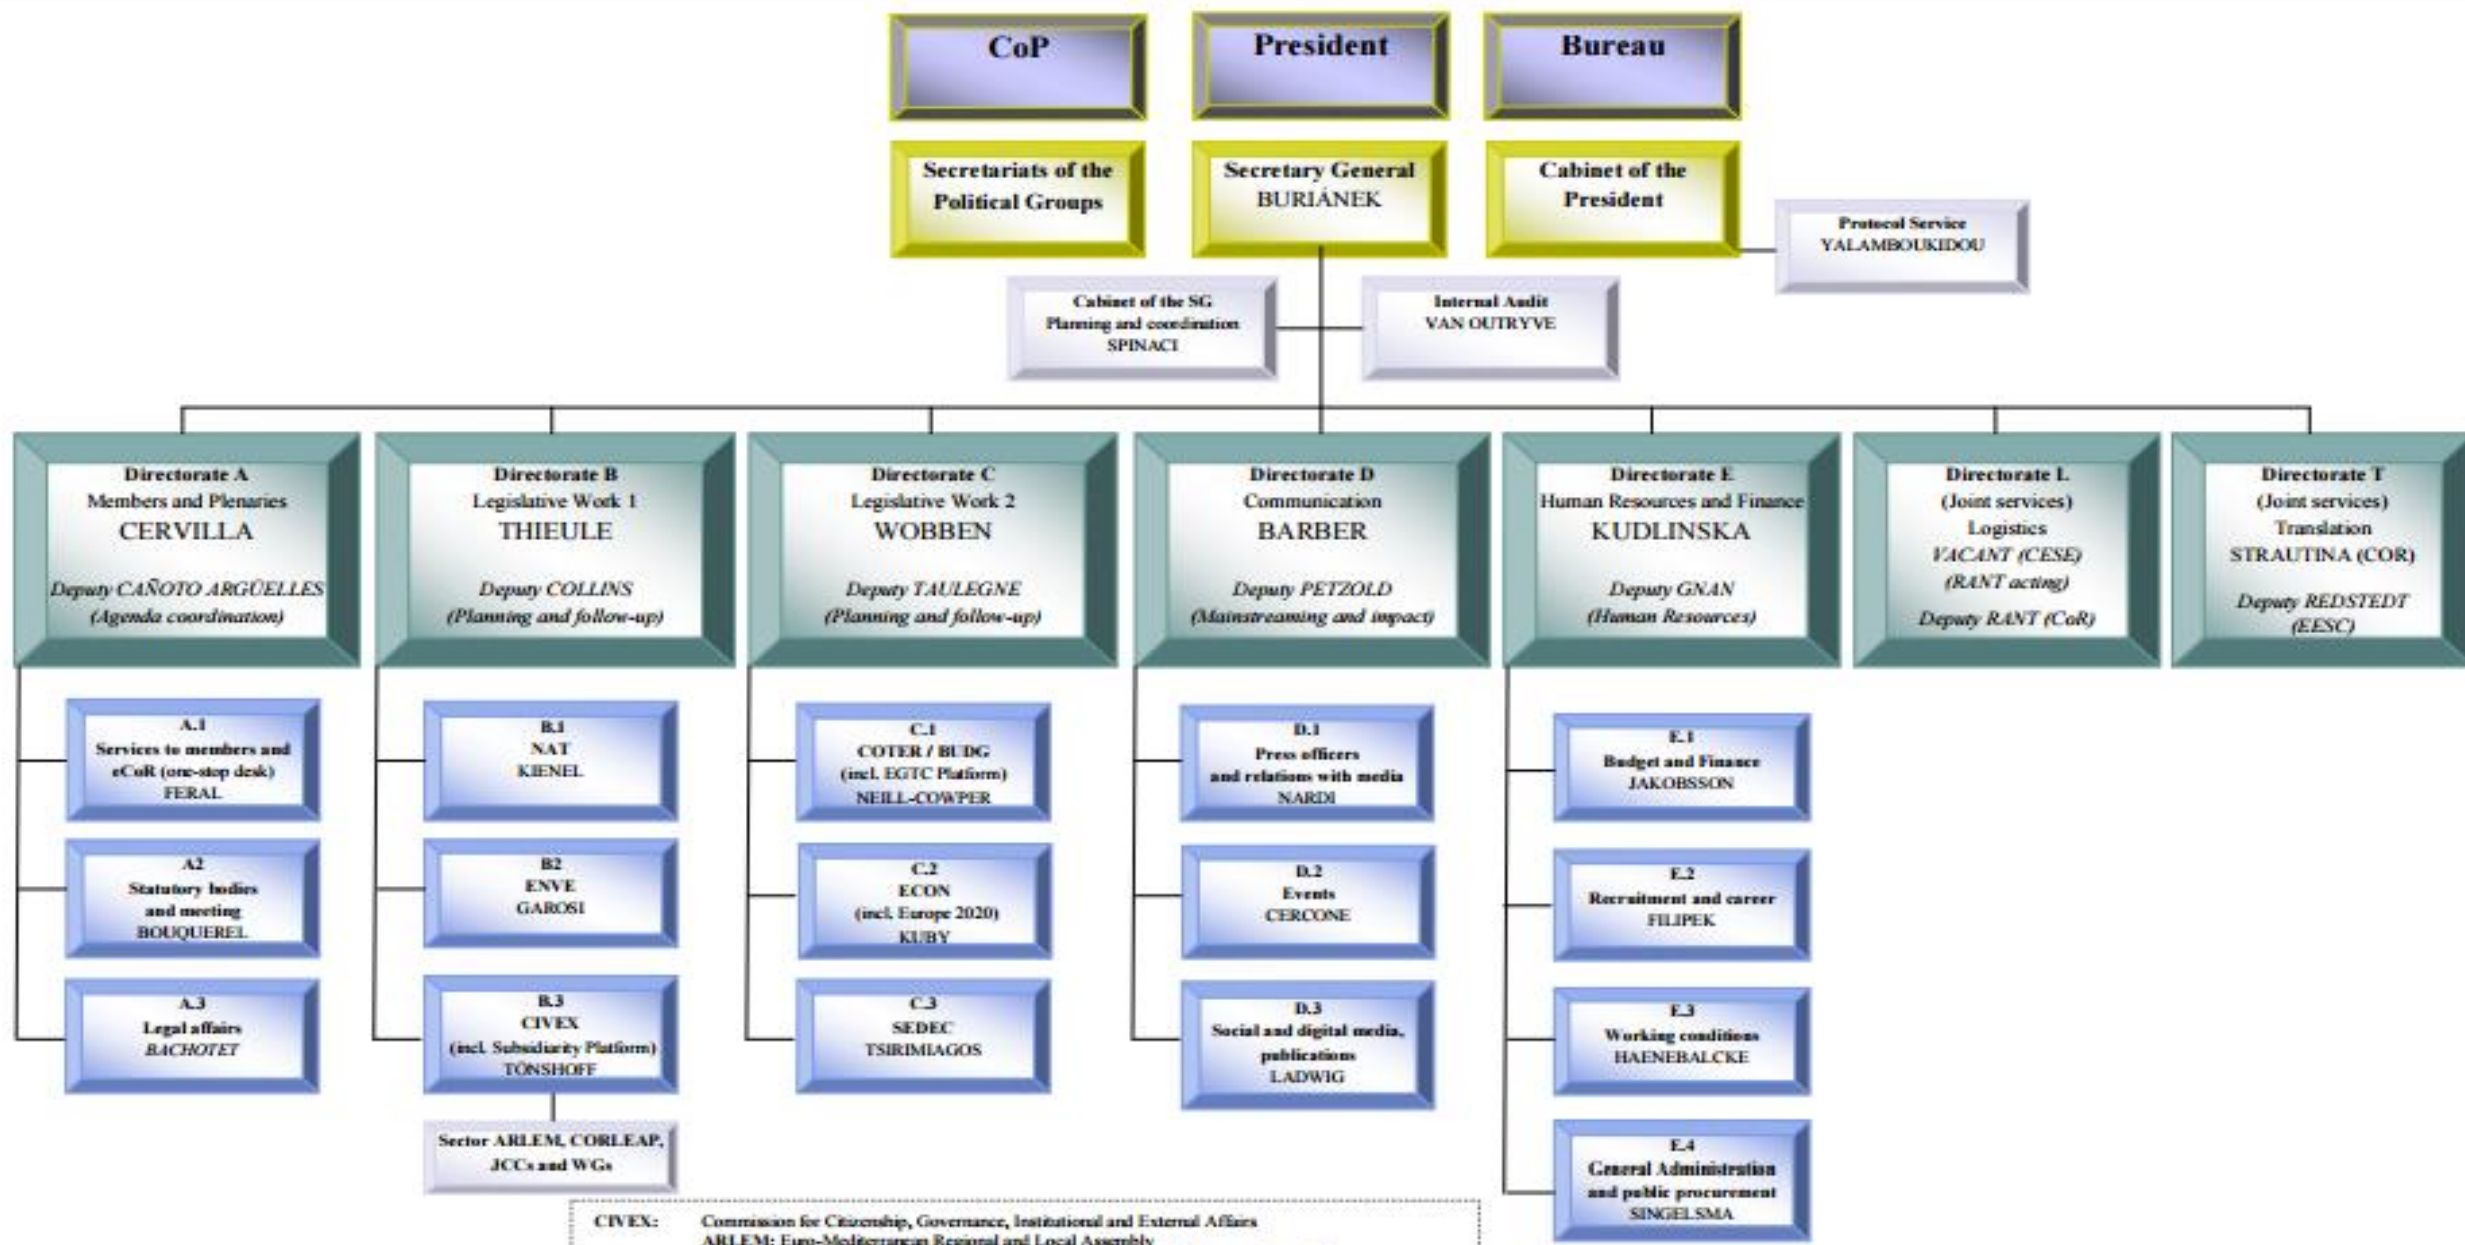 CoP
President
Bureau
Secretariats of the
Political Groups
Secretary General
BURIÁNEK
Cabinet of the
President
Protocol Service
YALAMBOUKIDOU
Cabinet of the SG
Planning and coordination
SPINACI
Internal Audit
VAN OUTRYVE
Directorate A
Members and Plenaries
CERVILLA
Deputy CAÑOTO ARGÜELLES
(Agenda coordination)
Directorate B
Legislative Work 1
THIEULE
Deputy COLLINS
(Planning and follow-up)
Directorate C
Legislative Work 2
WOBBEN
Deputy TAULEGNE
(Planning and follow-up)
Directorate D
Communication
BARBER
Deputy PETZOLD
(Mainstreaming and impact)
Directorate E
Human Resources and Finance
KUDLINSKA
Deputy GNAN
(Human Resources)
Directorate L
(Joint services)
Logistics
VACANT (CESE)
(RANT acting)
Deputy RANT (CoR)
Directorate T
(Joint services)
Translation
STRAUTINA (COR)
Deputy REDSTEDT
(EESC)
A.1
Services to members and
eCoR (one-stop desk)
FERAL
A2
Statutory bodies
and meeting
BOUQUEREL
A.3
Legal affairs
BACHOTET
B.1
NAT
KIENEL
B2
ENVE
GAROSI
B.3
CIVEX
(incl. Subsidiarity Platform)
TÖNSHOFF
Sector ARLEM, CORLEAP,
JCCs and WGs
C.1
COTER / BUDG
(incl. EGTC Platform)
NEILL-COWPER
C.2
ECON
(incl. Europe 2020)
KUBY
C.3
SEDEC
TSIRIMIAGOS
D.1
Press officers
and relations with media
NARDI
D.2
Events
CERCONE
D.3
Social and digital media,
publications
LADWIG
E.1
Budget and Finance
JAKOBSSON
E.2
Recruitment and career
FILIPEK
E.3
Working conditions
HAENEBALCKE
E.4
General Administration
and public procurement
SINGELSMA
CIVEX: Commission for Citizenship, Governance, Institutional and External Affairs
ARLEM: Euro-Mediterranean Regional and Local Assembly